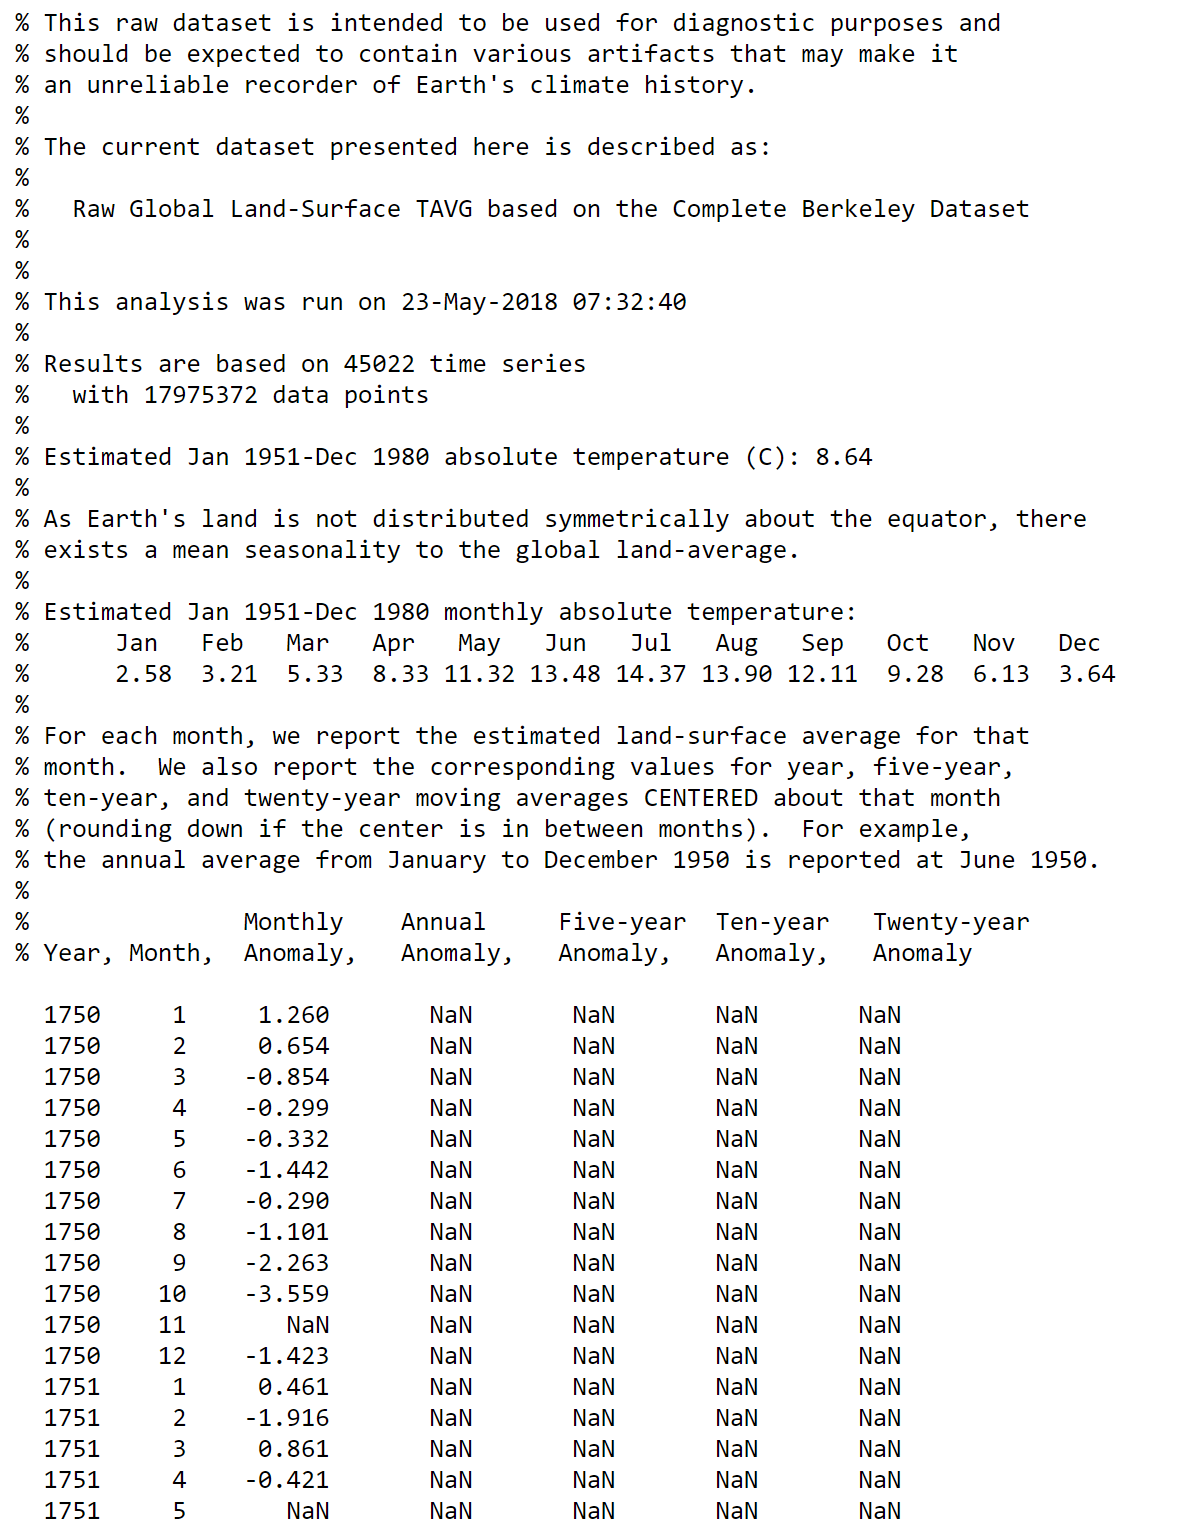 % This raw dataset is intended to be used for diagnostic purposes and
% should be expected to contain various artifacts that may make it
% an unreliable recorder of Earth's climate history.
%
% The current dataset presented here is described as:
%
%   Raw Global Land-Surface TAVG based on the Complete Berkeley Dataset
%
%
% This analysis was run on 23-May-2018 07:32:40
%
% Results are based on 45022 time series
%   with 17975372 data points
%
% Estimated Jan 1951-Dec 1980 absolute temperature (C): 8.64
%
% As Earth's land is not distributed symmetrically about the equator, there
% exists a mean seasonality to the global land-average.
%
% Estimated Jan 1951-Dec 1980 monthly absolute temperature:
%      Jan   Feb   Mar   Apr   May   Jun   Jul   Aug   Sep   Oct   Nov   Dec
%      2.58  3.21  5.33  8.33 11.32 13.48 14.37 13.90 12.11  9.28  6.13  3.64
%
% For each month, we report the estimated land-surface average for that
% month.  We also report the corresponding values for year, five-year,
% ten-year, and twenty-year moving averages CENTERED about that month
% (rounding down if the center is in between months).  For example,
% the annual average from January to December 1950 is reported at June 1950.
%
%               Monthly    Annual     Five-year  Ten-year   Twenty-year
% Year, Month,  Anomaly,   Anomaly,   Anomaly,   Anomaly,   Anomaly

  1750     1     1.260       NaN       NaN       NaN       NaN
  1750     2     0.654       NaN       NaN       NaN       NaN
  1750     3    -0.854       NaN       NaN       NaN       NaN
  1750     4    -0.299       NaN       NaN       NaN       NaN
  1750     5    -0.332       NaN       NaN       NaN       NaN
  1750     6    -1.442       NaN       NaN       NaN       NaN
  1750     7    -0.290       NaN       NaN       NaN       NaN
  1750     8    -1.101       NaN       NaN       NaN       NaN
  1750     9    -2.263       NaN       NaN       NaN       NaN
  1750    10    -3.559       NaN       NaN       NaN       NaN
  1750    11       NaN       NaN       NaN       NaN       NaN
  1750    12    -1.423       NaN       NaN       NaN       NaN
  1751     1     0.461       NaN       NaN       NaN       NaN
  1751     2    -1.916       NaN       NaN       NaN       NaN
  1751     3     0.861       NaN       NaN       NaN       NaN
  1751     4    -0.421       NaN       NaN       NaN       NaN
  1751     5       NaN       NaN       NaN       NaN       NaN